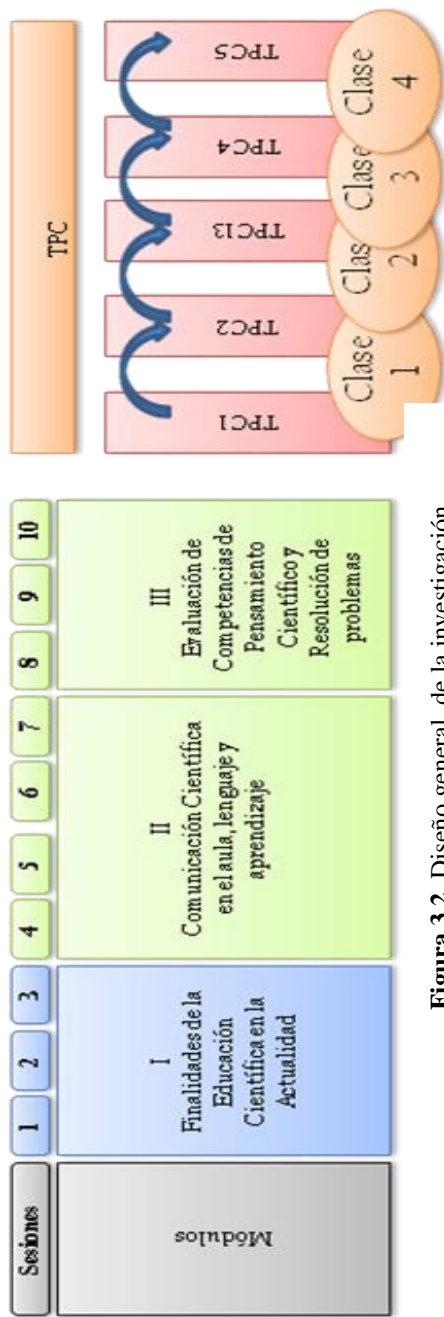 Sesiones
1
2
3
4
5
6
7
8
9
10
Módulos
I
Finalidades de la
Educación
Científica en la
Actualidad
II
Comunicación Científica
en el aula, lenguaje y
aprendizaje
III
Evaluación de
Competencias de
Pensamiento
Científico y
Resolución de
problemas
TPC
TPC1
TPC2
TPC13
TPC4
TPC5
Clase
1
Clas
2
Clase
3
Clase
4
Figura 3.2. Diseño general de la investigación